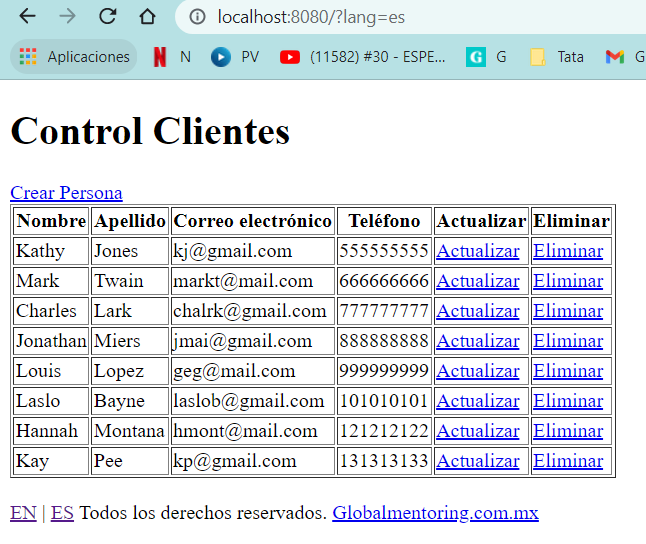 localhost:8080/?lang=es
Aplicaciones N PV (11582) #30 - ESPE... G G Tata G
Control Clientes
Crear Persona
Nombre Apellido Correo electrónico Teléfono Actualizar Eliminar
Kathy Jones kj@gmail.com 555555555 Actualizar Eliminar
Mark Twain markt@mail.com 666666666 Actualizar Eliminar
Charles Lark chalrk@gmail.com 777777777 Actualizar Eliminar
Jonathan Miers jmai@gmail.com 888888888 Actualizar Eliminar
Louis Lopez geg@mail.com 999999999 Actualizar Eliminar
Laslo Bayne laslob@gmail.com 101010101 Actualizar Eliminar
Hannah Montana hmont@mail.com 121212122 Actualizar Eliminar
Kay Pee kp@gmail.com 131313133 Actualizar Eliminar
EN | ES Todos los derechos reservados. Globalmentoring.com.mx